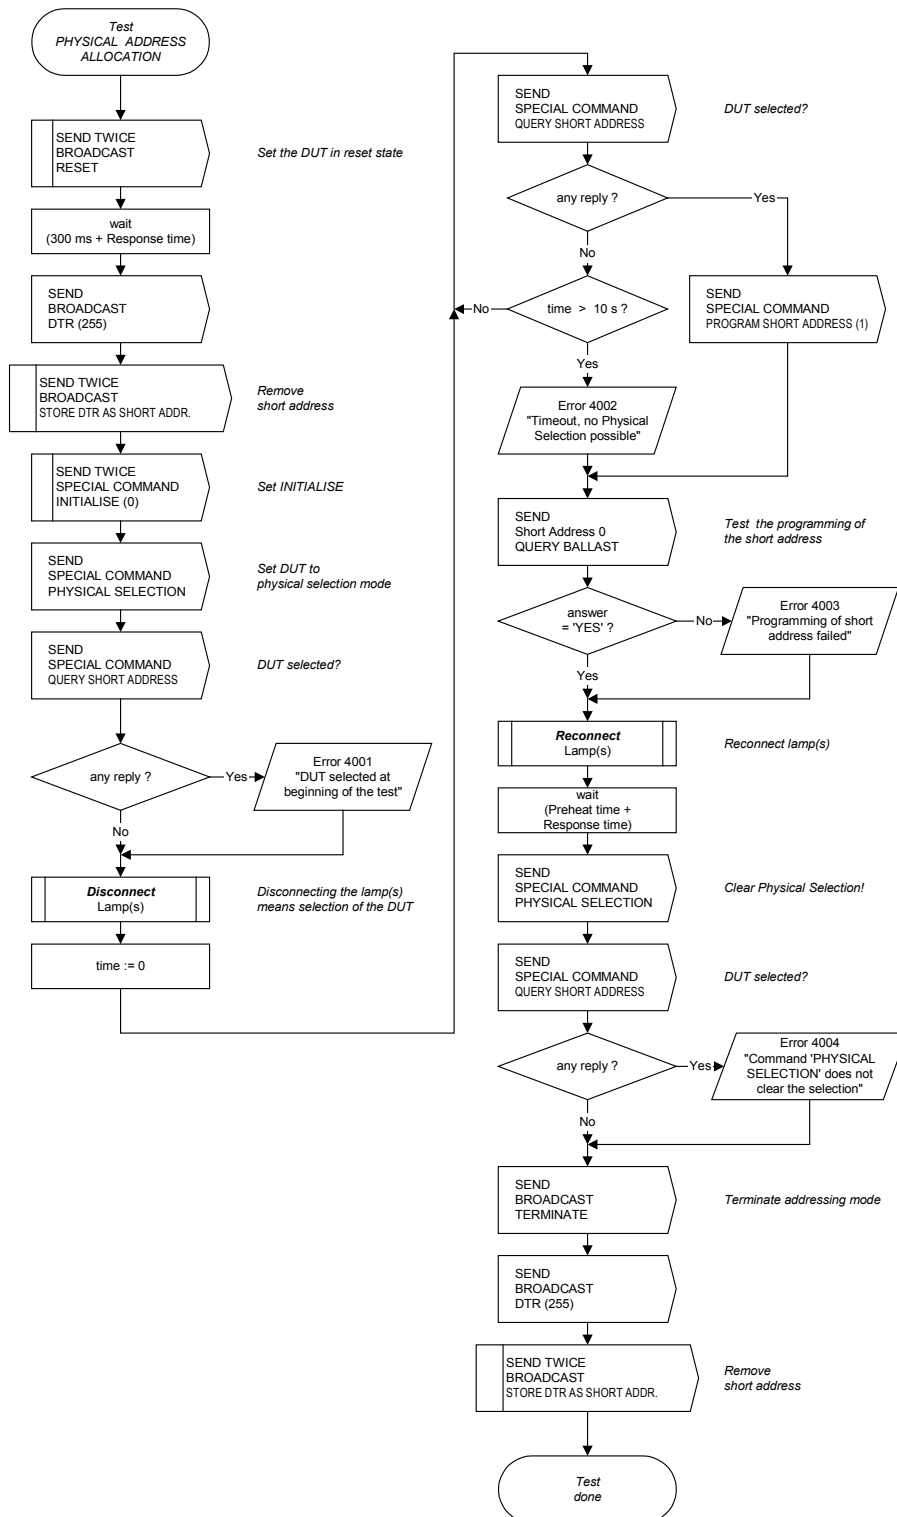 Test
PHYSICAL ADDRESS
ALLOCATION
SEND TWICE
BROADCAST
RESET
Set the DUT in reset state
wait
(300 ms + Response time)
SEND
BROADCAST
DTR (255)
SEND TWICE
BROADCAST
STORE DTR AS SHORT ADDR.
Remove
short address
SEND TWICE
SPECIAL COMMAND
INITIALISE (0)
Set INITIALISE
SEND
SPECIAL COMMAND
PHYSICAL SELECTION
Set DUT to
physical selection mode
SEND
SPECIAL COMMAND
QUERY SHORT ADDRESS
DUT selected?
any reply ?
Yes
Error 4001
"DUT selected at
beginning of the test"
No
Disconnect
Lamp(s)
Disconnecting the lamp(s)
means selection of the DUT
time := 0
SEND
SPECIAL COMMAND
QUERY SHORT ADDRESS
DUT selected?
any reply ?
Yes
No
SEND
SPECIAL COMMAND
PROGRAM SHORT ADDRESS (1)
time > 10 s ?
No
Yes
Error 4002
"Timeout, no Physical
Selection possible"
SEND
Short Address 0
QUERY BALLAST
Test the programming of
the short address
answer
= 'YES' ?
No
Error 4003
"Programming of short
address failed"
Yes
Reconnect
Lamp(s)
Reconnect lamp(s)
wait
(Preheat time +
Response time)
SEND
SPECIAL COMMAND
PHYSICAL SELECTION
Clear Physical Selection!
SEND
SPECIAL COMMAND
QUERY SHORT ADDRESS
DUT selected?
any reply ?
Yes
Error 4004
"Command 'PHYSICAL
SELECTION' does not
clear the selection"
No
SEND
BROADCAST
TERMINATE
Terminate addressing mode
SEND
BROADCAST
DTR (255)
SEND TWICE
BROADCAST
STORE DTR AS SHORT ADDR.
Remove
short address
Test
done